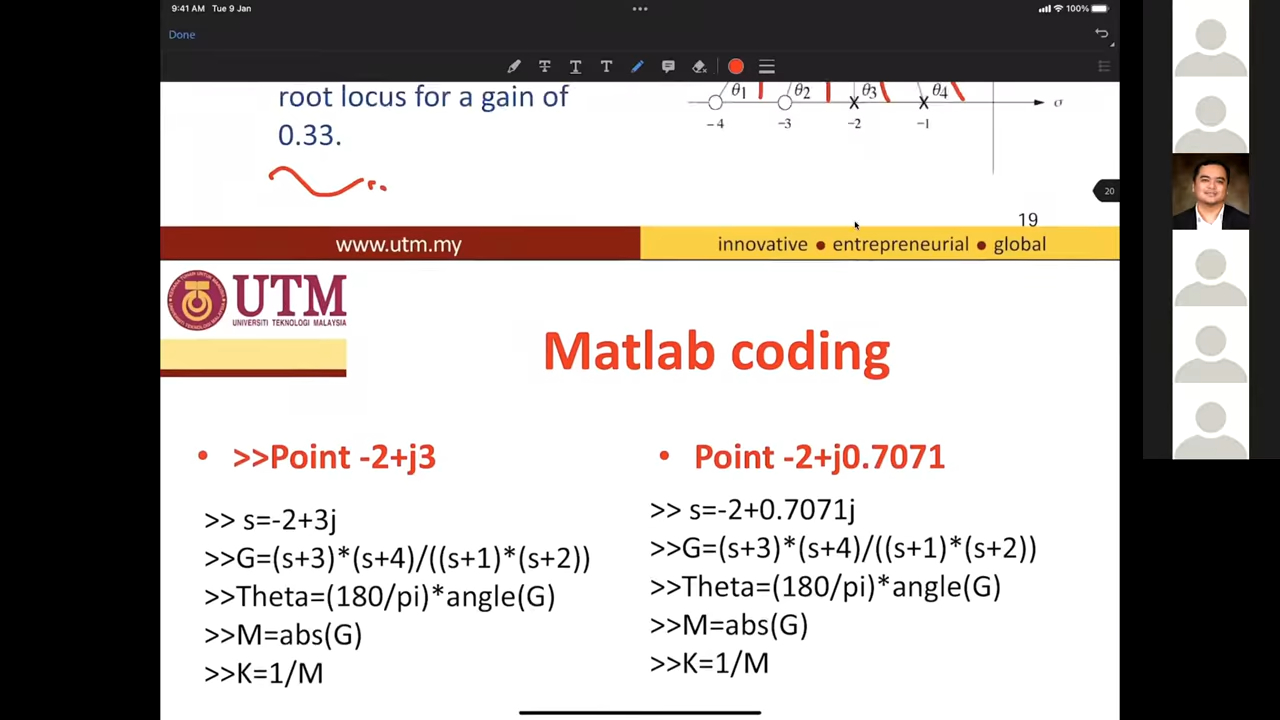 9:41 AM Tue 9 Jan
100%
Done
root locus for a gain of
0.33.
θ1 θ2 θ3 θ4
σ
-4 -3 -2 -1
20
19
www.utm.my
innovative ● entrepreneurial ● global
UTM
UNIVERSITI TEKNOLOGI MALAYSIA
Matlab coding
• >>Point -2+j3
>> s=-2+3j
>>G=(s+3)*(s+4)/((s+1)*(s+2))
>>Theta=(180/pi)*angle(G)
>>M=abs(G)
>>K=1/M
• Point -2+j0.7071
>> s=-2+0.7071j
>>G=(s+3)*(s+4)/((s+1)*(s+2))
>>Theta=(180/pi)*angle(G)
>>M=abs(G)
>>K=1/M